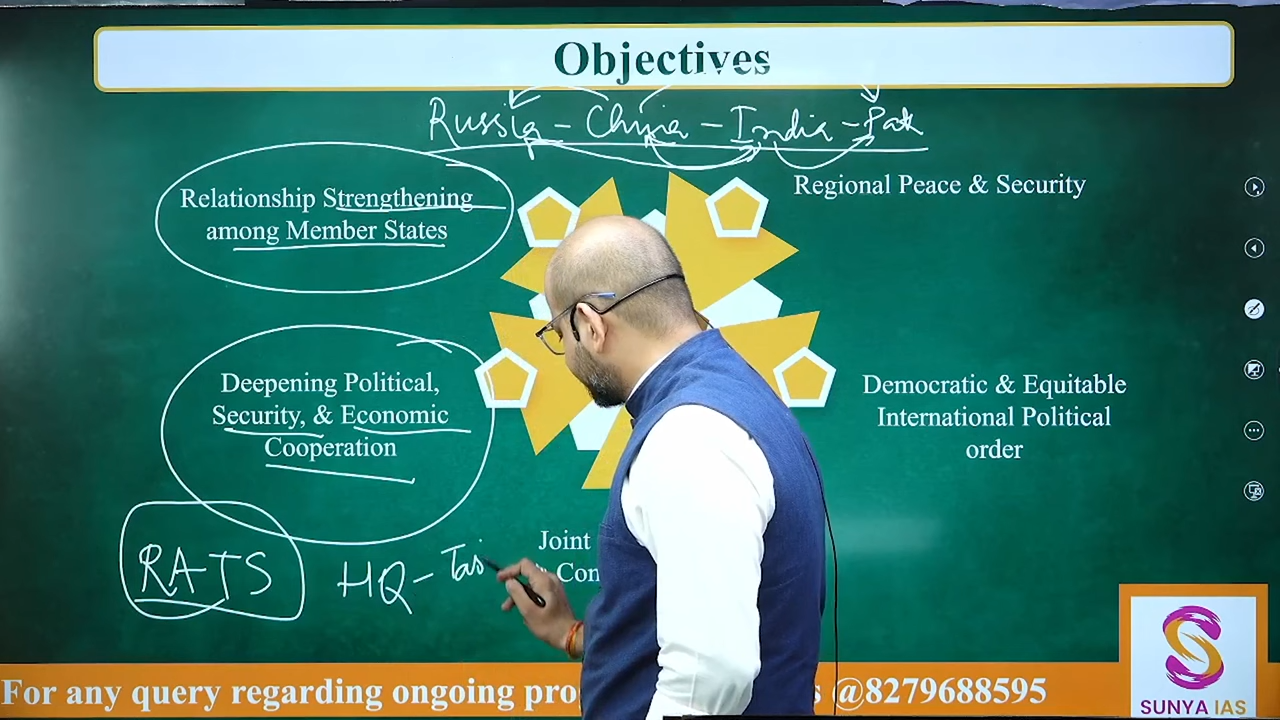 Objectives
Russia - China - India - Pak
Relationship Strengthening
among Member States
Regional Peace & Security
Deepening Political,
Security, & Economic
Cooperation
Democratic & Equitable
International Political
order
Joint
Con
RATS HQ -
For any query regarding ongoing pro s @8279688595
SUNYA IAS